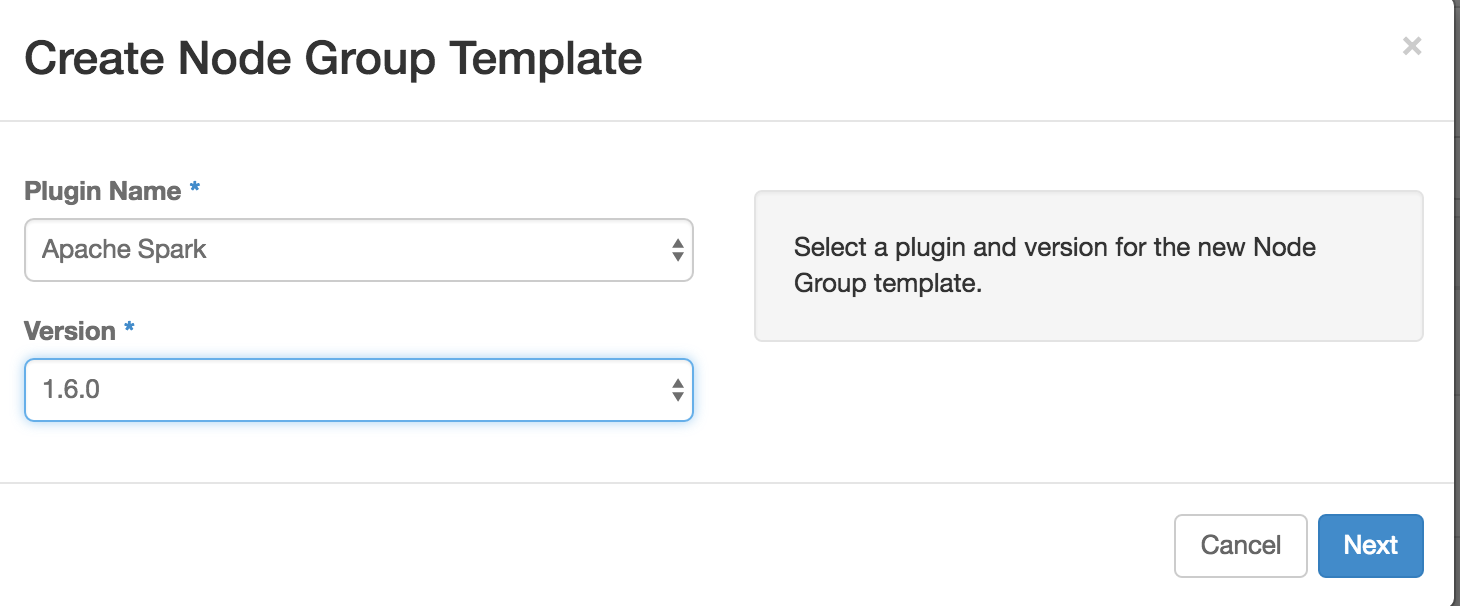 Create Node Group Template
×
Plugin Name *
Apache Spark
Select a plugin and version for the new Node
Group template.
Version *
1.6.0
Cancel
Next